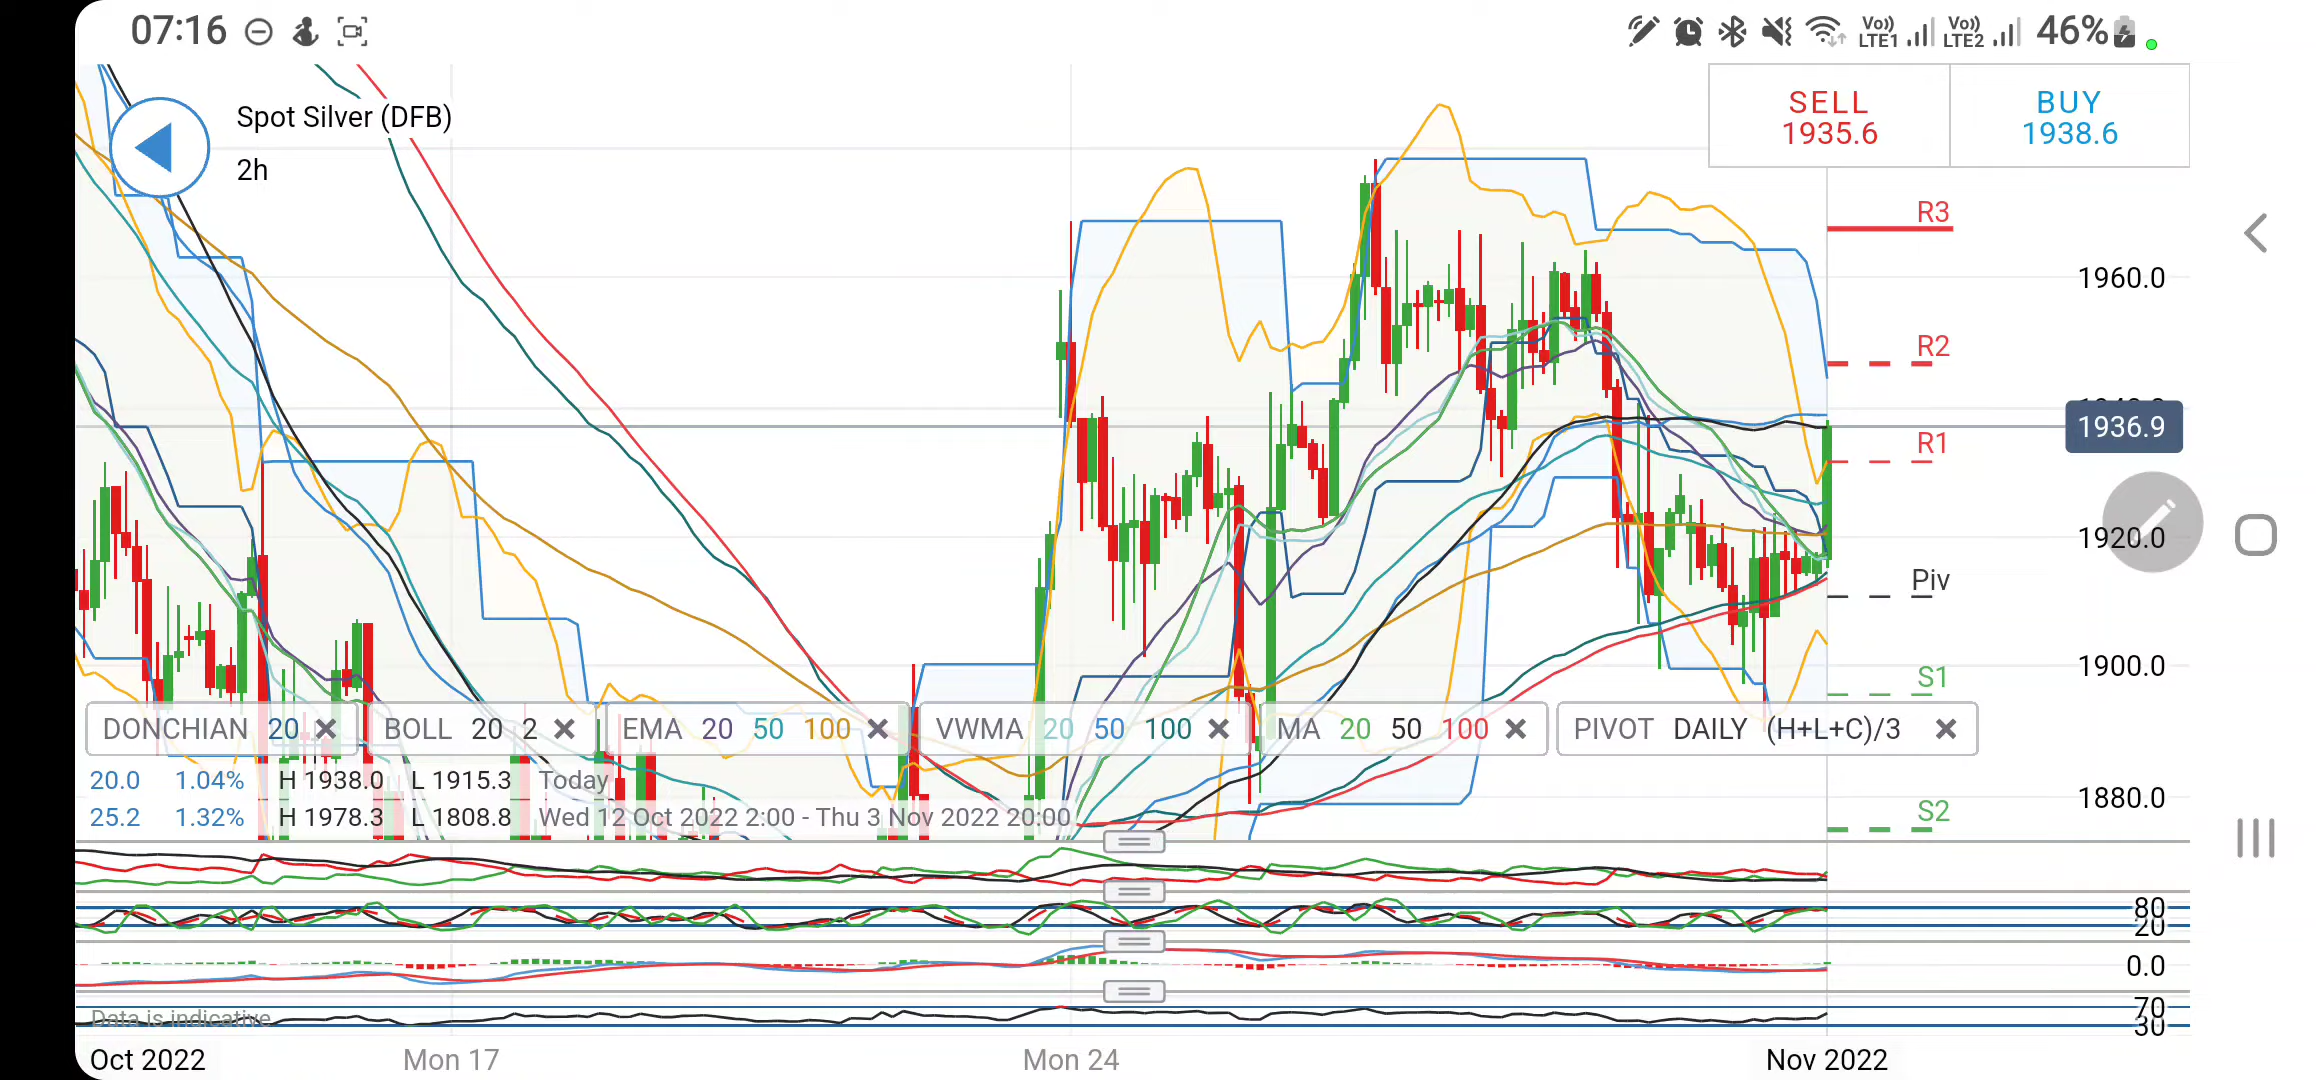 07:16
Vo)) LTE1 Vo)) LTE2 46%
Spot Silver (DFB)
2h
SELL
1935.6
BUY
1938.6
R3
1960.0
R2
1936.9
R1
1920.0
Piv
1900.0
S1
DONCHIAN 20
BOLL 20 2
EMA 20 50 100
VWMA 20 50 100
MA 20 50 100
PIVOT DAILY (H+L+C)/3
20.0 1.04% H 1938.0 L 1915.3 Today
1880.0
S2
25.2 1.32% H 1978.3 L 1808.8 Wed 12 Oct 2022 2:00 - Thu 3 Nov 2022 20:00
80
20
0.0
70
30
Data is indicative
Oct 2022 Mon 17 Mon 24 Nov 2022